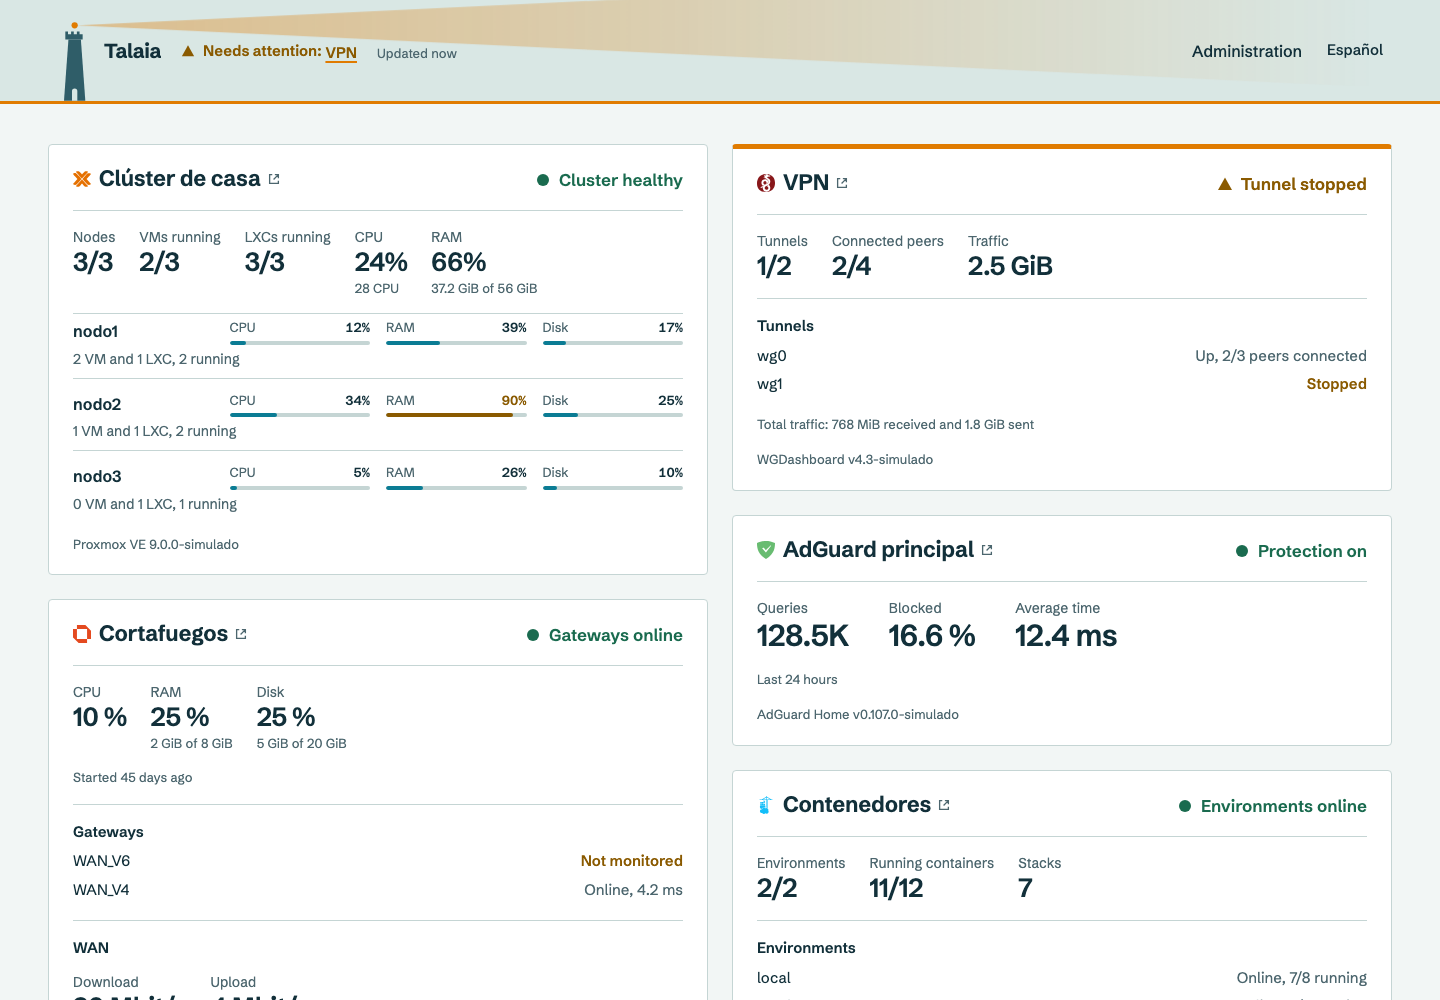 Talaia
Needs attention: VPN
Updated now
Administration
Español
Clúster de casa
Cluster healthy
Nodes
3/3
VMs running
2/3
LXCs running
3/3
CPU
24%
28 CPU
RAM
66%
37.2 GiB of 56 GiB
nodo1
CPU 12%
RAM 39%
Disk 17%
2 VM and 1 LXC, 2 running
nodo2
CPU 34%
RAM 90%
Disk 25%
1 VM and 1 LXC, 2 running
nodo3
CPU 5%
RAM 26%
Disk 10%
0 VM and 1 LXC, 1 running
Proxmox VE 9.0.0-simulado
Cortafuegos
Gateways online
CPU
10 %
RAM
25 %
2 GiB of 8 GiB
Disk
25 %
5 GiB of 20 GiB
Started 45 days ago
Gateways
WAN_V6 Not monitored
WAN_V4 Online, 4.2 ms
WAN
Download
Upload
VPN
Tunnel stopped
Tunnels
1/2
Connected peers
2/4
Traffic
2.5 GiB
Tunnels
wg0 Up, 2/3 peers connected
wg1 Stopped
Total traffic: 768 MiB received and 1.8 GiB sent
WGDashboard v4.3-simulado
AdGuard principal
Protection on
Queries
128.5K
Blocked
16.6 %
Average time
12.4 ms
Last 24 hours
AdGuard Home v0.107.0-simulado
Contenedores
Environments online
Environments
2/2
Running containers
11/12
Stacks
7
Environments
local Online, 7/8 running